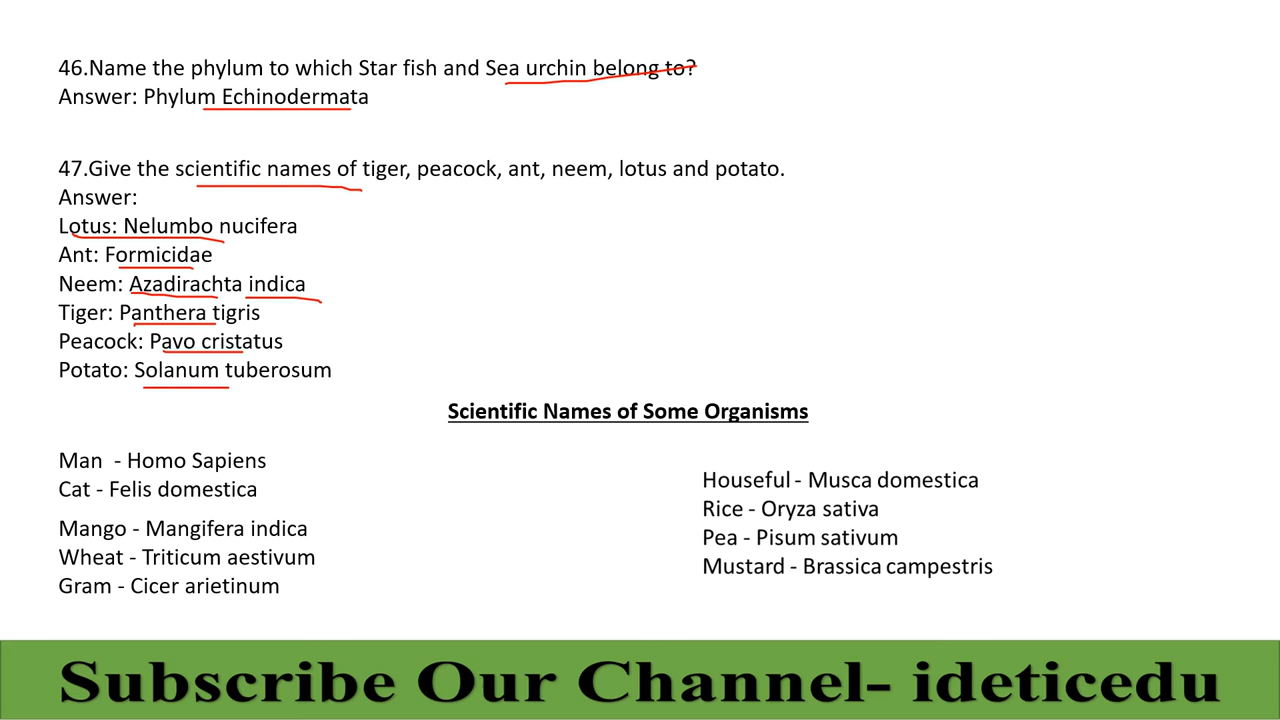 46.Name the phylum to which Star fish and Sea urchin belong to?
Answer: Phylum Echinodermata
47.Give the scientific names of tiger, peacock, ant, neem, lotus and potato.
Answer:
Lotus: Nelumbo nucifera
Ant: Formicidae
Neem: Azadirachta indica
Tiger: Panthera tigris
Peacock: Pavo cristatus
Potato: Solanum tuberosum
Scientific Names of Some Organisms
Man - Homo Sapiens
Cat - Felis domestica
Mango - Mangifera indica
Wheat - Triticum aestivum
Gram - Cicer arietinum
Houseful - Musca domestica
Rice - Oryza sativa
Pea - Pisum sativum
Mustard - Brassica campestris
Subscribe Our Channel- ideticedu